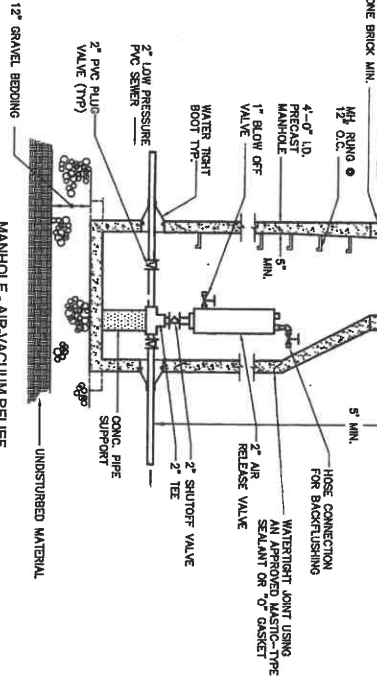 ONE BRICK MIN.
MH RUNG @
12" O.C.
4'-0" I.D.
PRECAST
MANHOLE
1" BLOW OFF
VALVE
WATER TIGHT
BOOT TYP.
2" LOW PRESSURE
PVC SEWER
2" PVC PLUG
VALVE (TYP)
12" GRAVEL BEDDING
5"
MIN.
5' MIN.
HOSE CONNECTION
FOR BACKFLUSHING
WATERTIGHT JOINT USING
AN APPROVED MASTIC-TYPE
SEALANT OR "O" GASKET
2" AIR
RELEASE VALVE
2" SHUTOFF VALVE
2" TEE
CONC. PIPE
SUPPORT
UNDISTURBED MATERIAL
MANHOLE - AIR/VACUUM RELIEF